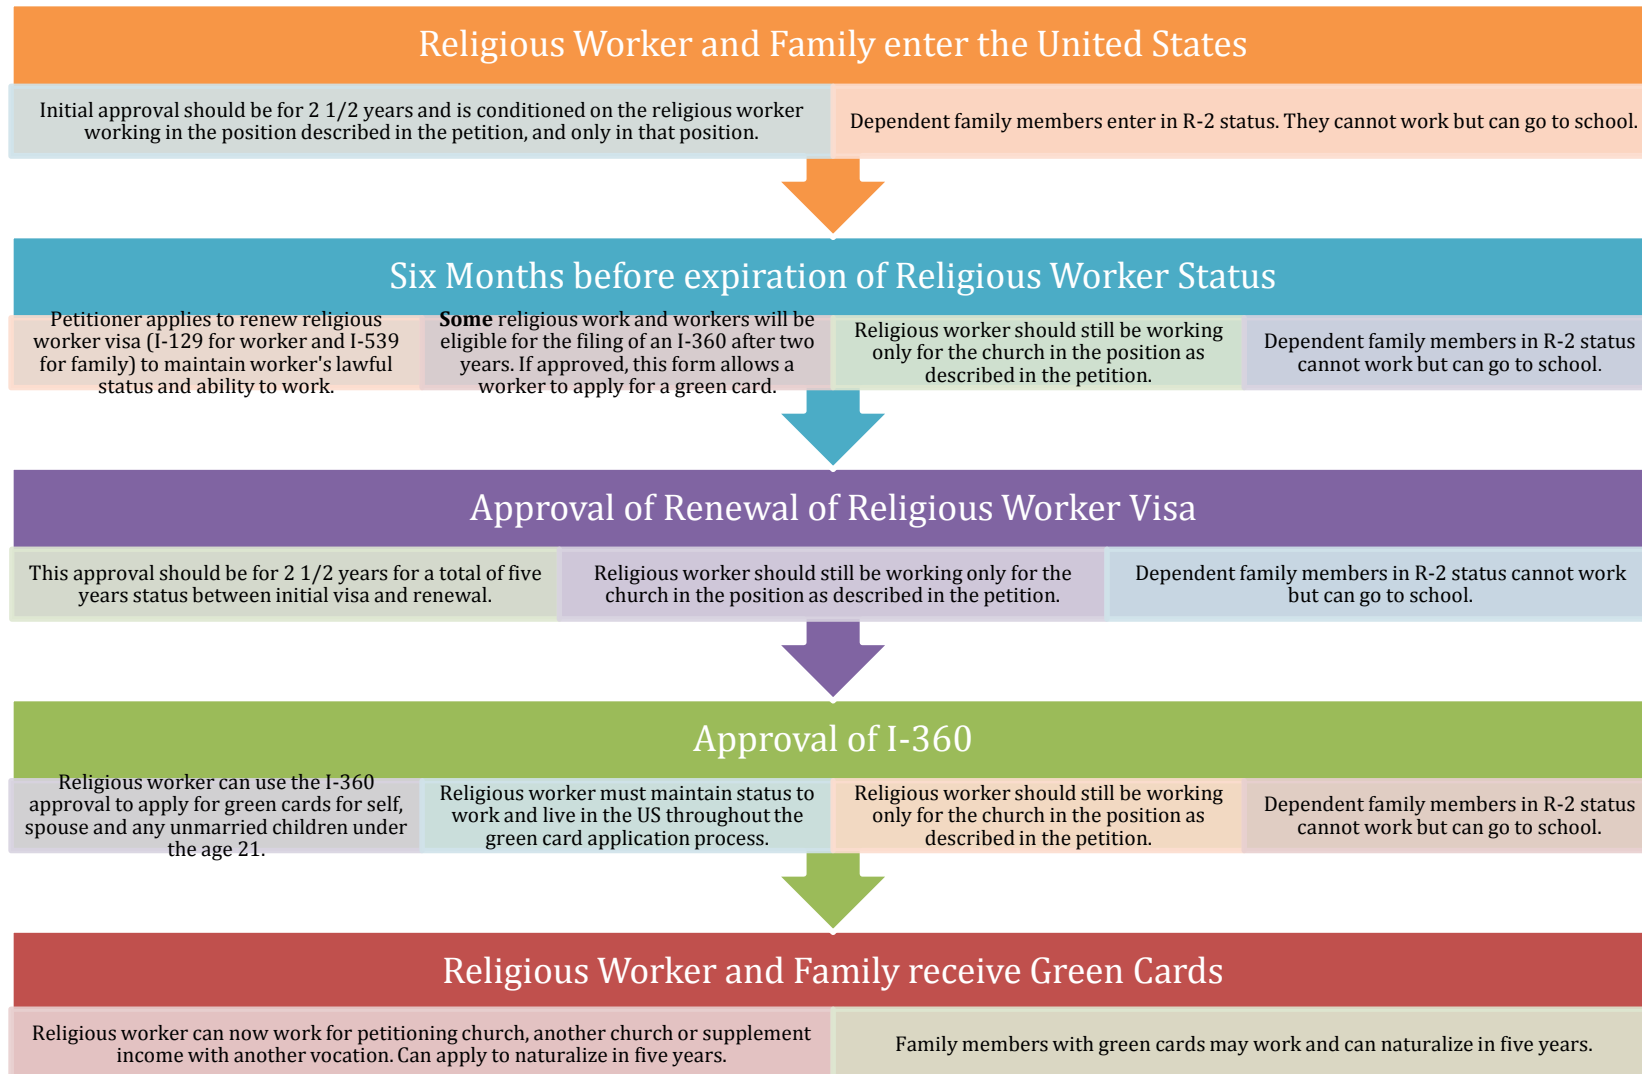 Religious Worker and Family enter the United States
Initial approval should be for 2 1/2 years and is conditioned on the religious worker
working in the position described in the petition, and only in that position.
Dependent family members enter in R-2 status. They cannot work but can go to school.
Six Months before expiration of Religious Worker Status
Petitioner applies to renew religious
worker visa (I-129 for worker and I-539
for family) to maintain worker's lawful
status and ability to work.
Some religious work and workers will be
eligible for the filing of an I-360 after two
years. If approved, this form allows a
worker to apply for a green card.
Religious worker should still be working
only for the church in the position as
described in the petition.
Dependent family members in R-2 status
cannot work but can go to school.
Approval of Renewal of Religious Worker Visa
This approval should be for 2 1/2 years for a total of five
years status between initial visa and renewal.
Religious worker should still be working only for the
church in the position as described in the petition.
Dependent family members in R-2 status cannot work
but can go to school.
Approval of I-360
Religious worker can use the I-360
approval to apply for green cards for self,
spouse and any unmarried children under
the age 21.
Religious worker must maintain status to
work and live in the US throughout the
green card application process.
Religious worker should still be working
only for the church in the position as
described in the petition.
Dependent family members in R-2 status
cannot work but can go to school.
Religious Worker and Family receive Green Cards
Religious worker can now work for petitioning church, another church or supplement
income with another vocation. Can apply to naturalize in five years.
Family members with green cards may work and can naturalize in five years.